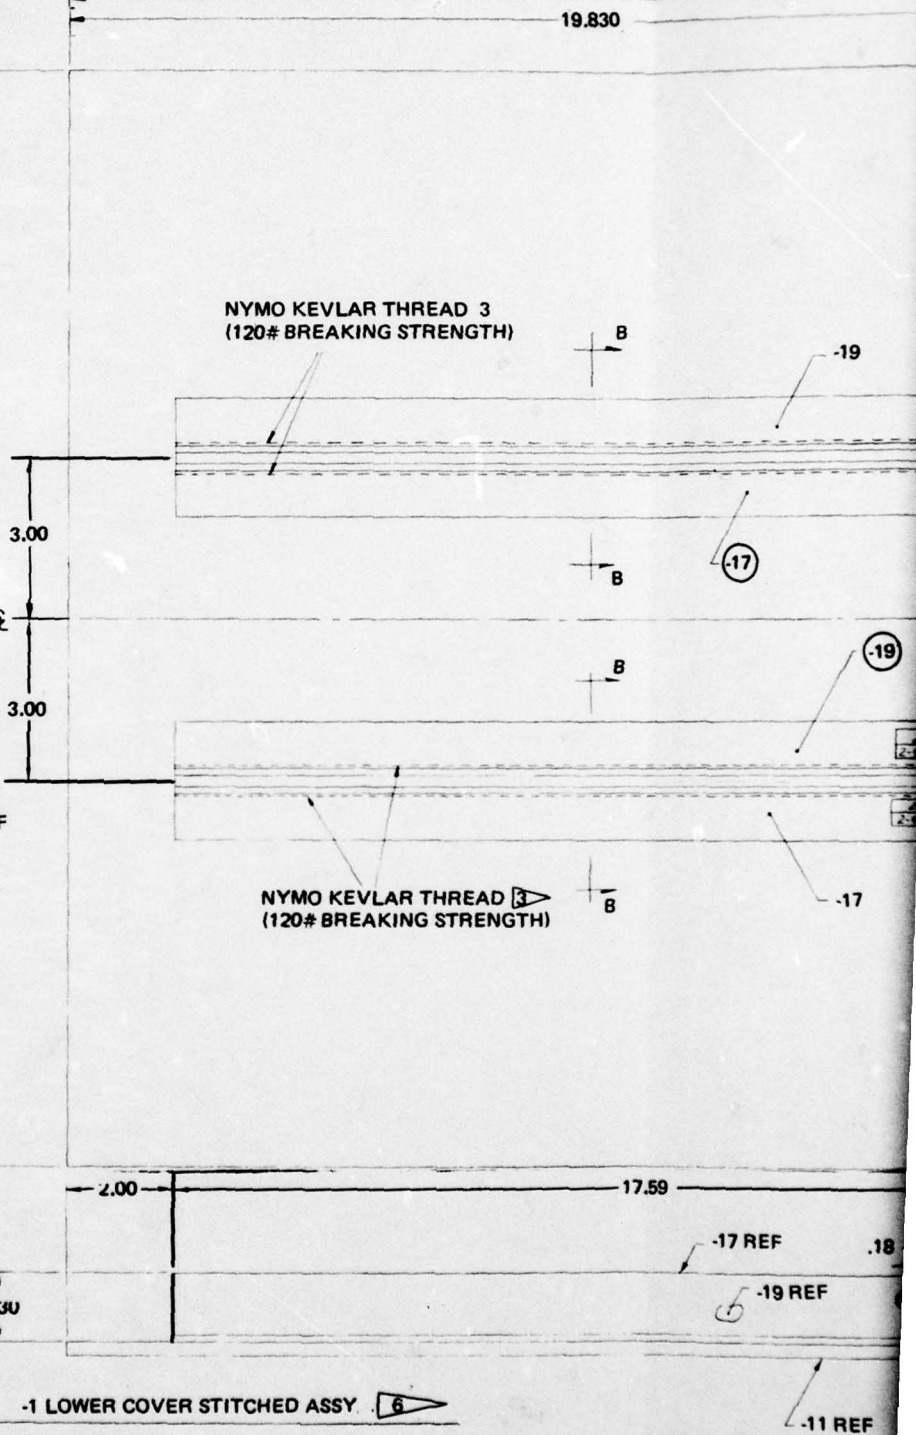 19.830
NYMO KEVLAR THREAD 3
(120# BREAKING STRENGTH)
B
-19
3.00
-17
B
-19
B
3.00
NYMO KEVLAR THREAD 3
(120# BREAKING STRENGTH)
B
-17
2.00
17.59
-17 REF
.18
-19 REF
-1 LOWER COVER STITCHED ASSY 6
-11 REF